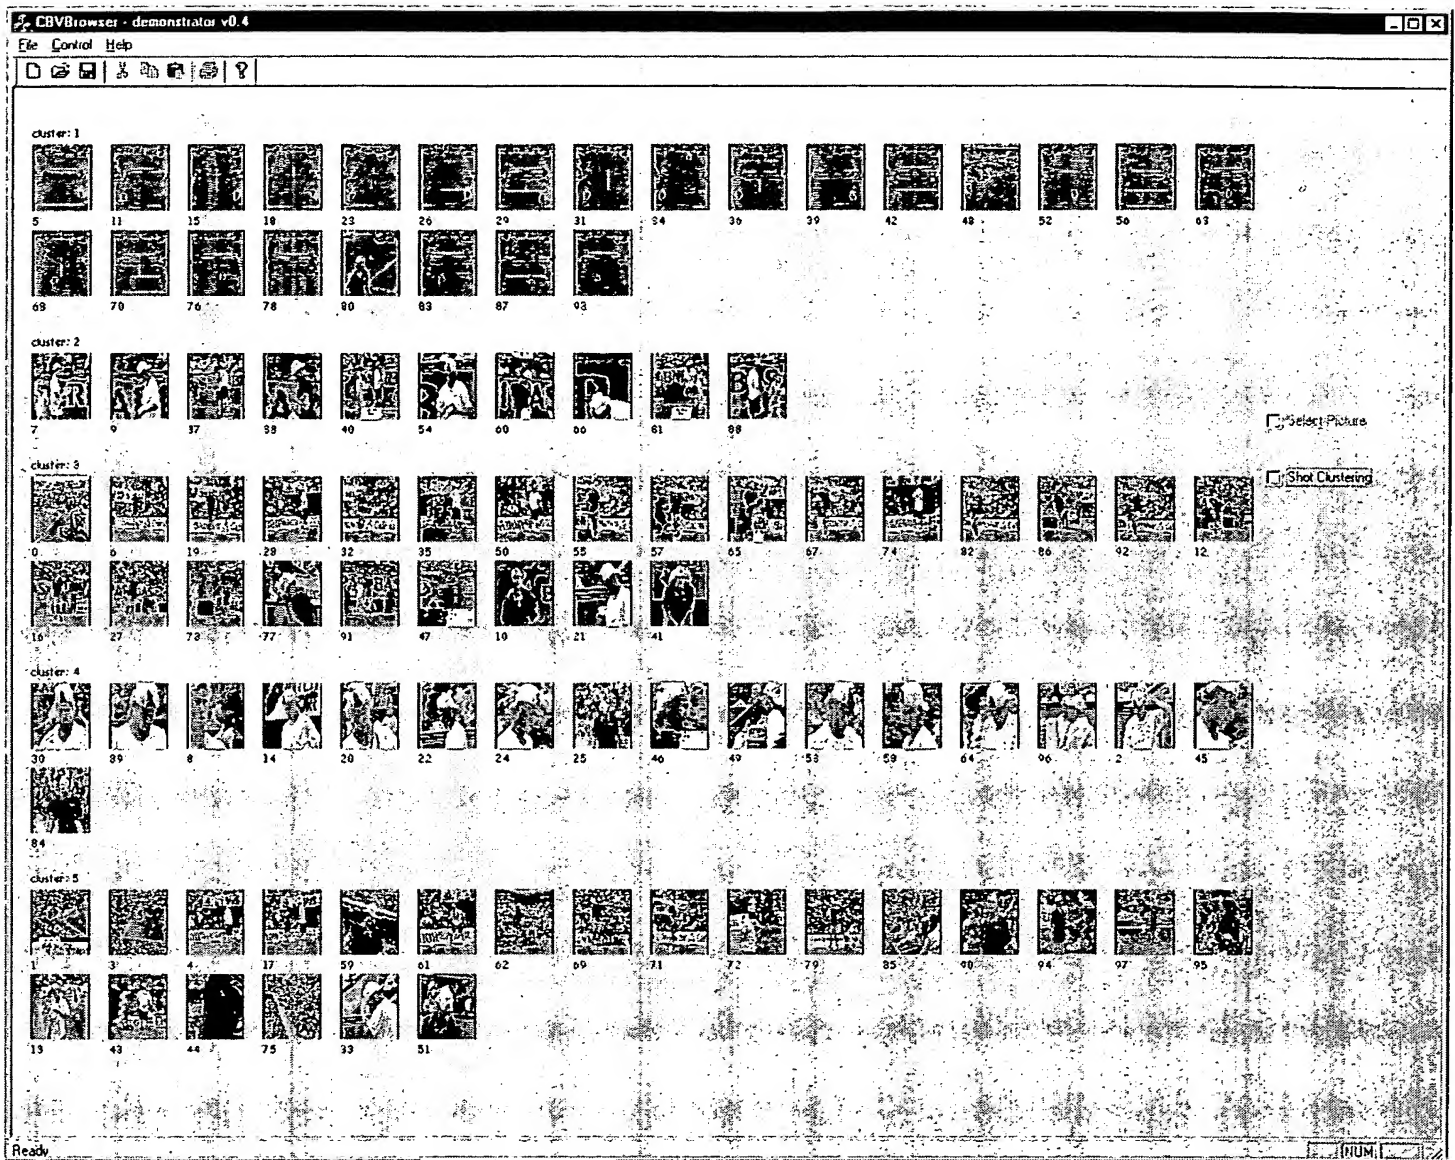 CBVBrowser - demonstrator v0.4
File Control Help
cluster: 1
5 11 15 18 23 26 29 31 34 36 39 42 48 52 56 63
68 70 76 78 80 83 87 93
cluster: 2
7 9 37 38 40 54 60 66 81 88
Select Picture
cluster: 3
Shot Clustering
0 6 19 28 32 35 50 55 57 65 67 74 82 86 92 12
16 27 73 77 91 47 10 21 41
cluster: 4
30 89 8 14 20 22 24 25 46 49 53 58 64 96 2 45
84
cluster: 5
1 3 4 17 59 61 62 69 71 72 79 85 90 94 97 95
13 43 44 75 33 51
Ready NUM